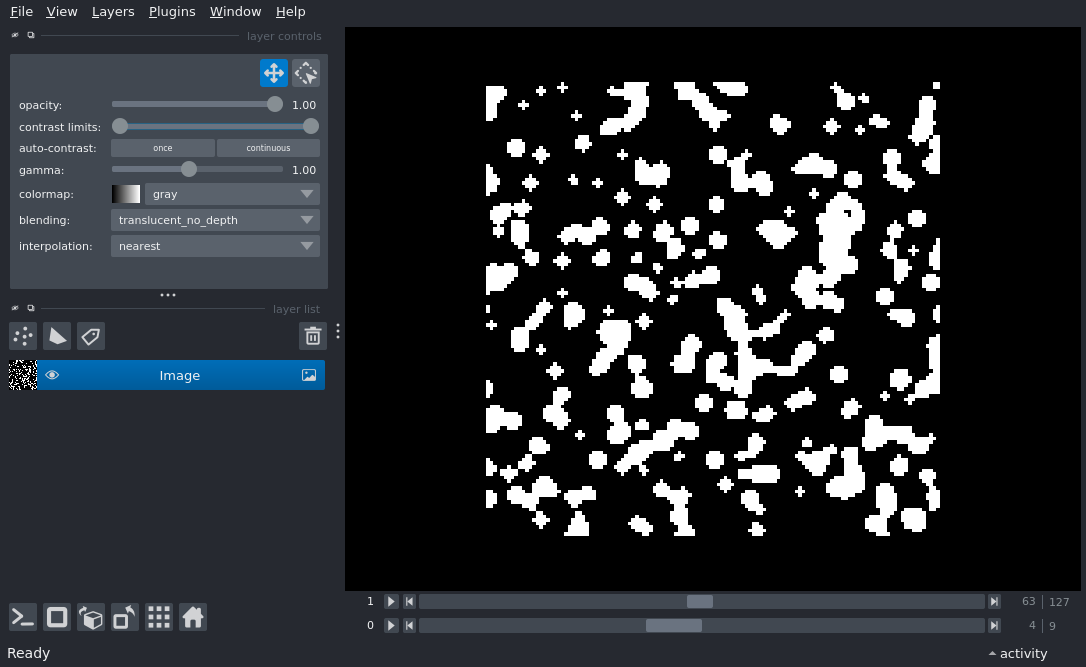 File View Layers Plugins Window Help
layer controls
opacity: 1.00
contrast limits:
auto-contrast: once continuous
gamma: 1.00
colormap: gray
blending: translucent_no_depth
interpolation: nearest
layer list
Image
1 63 127
0 4 9
Ready activity